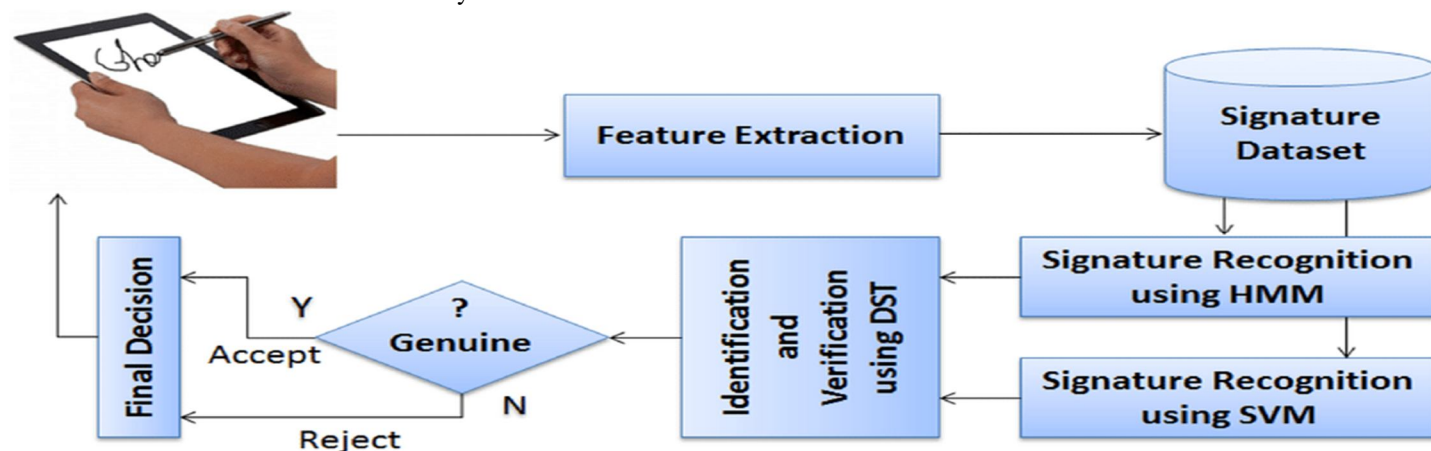 Feature Extraction
Signature
Dataset
Signature Recognition
using HMM
Signature Recognition
using SVM
Identification
and
Verification
using DST
?
Genuine
Y
Accept
N
Reject
Final Decision